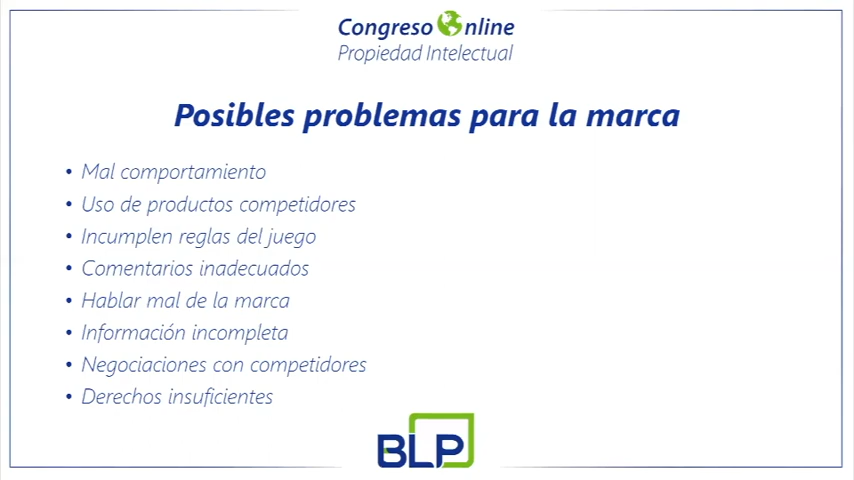 Congreso Online
Propiedad Intelectual
Posibles problemas para la marca
• Mal comportamiento
• Uso de productos competidores
• Incumplen reglas del juego
• Comentarios inadecuados
• Hablar mal de la marca
• Información incompleta
• Negociaciones con competidores
• Derechos insuficientes
BLP